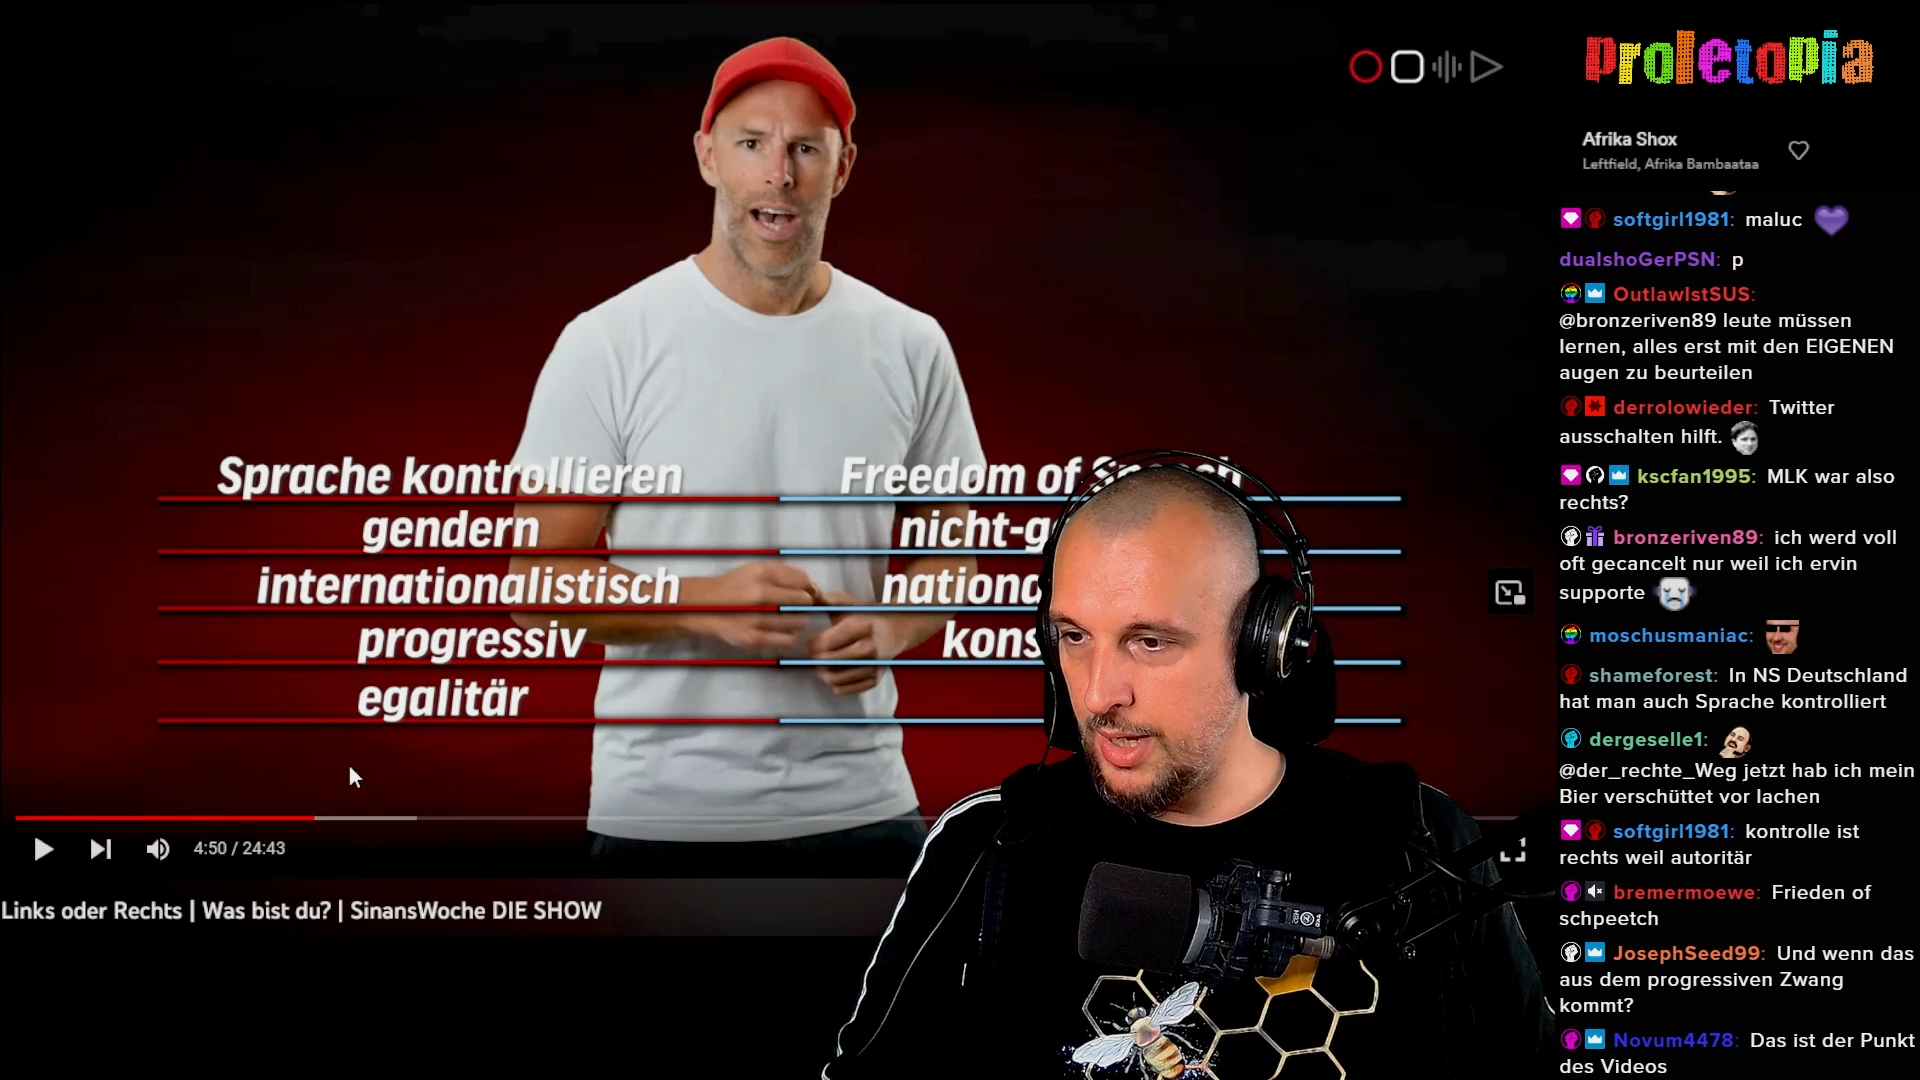 Proletopia
Afrika Shox
Leftfield, Afrika Bambaataa
softgirl1981: maluc
dualshoGerPSN: p
OutlawIstSUS:
@bronzeriven89 leute müssen
lernen, alles erst mit den EIGENEN
augen zu beurteilen
derrolowieder: Twitter
ausschalten hilft.
kscfan1995: MLK war also
rechts?
bronzeriven89: ich werd voll
oft gecancelt nur weil ich ervin
supporte
moschusmaniac:
shameforest: In NS Deutschland
hat man auch Sprache kontrolliert
dergeselle1:
@der_rechte_Weg jetzt hab ich mein
Bier verschüttet vor lachen
softgirl1981: kontrolle ist
rechts weil autoritär
bremermoewe: Frieden of
schpeetch
JosephSeed99: Und wenn das
aus dem progressiven Zwang
kommt?
Novum4478: Das ist der Punkt
des Videos
Sprache kontrollieren
Freedom of Speech
gendern
nicht-g
internationalistisch
nationa
progressiv
kons
egalitär
4:50 / 24:43
Links oder Rechts | Was bist du? | SinansWoche DIE SHOW